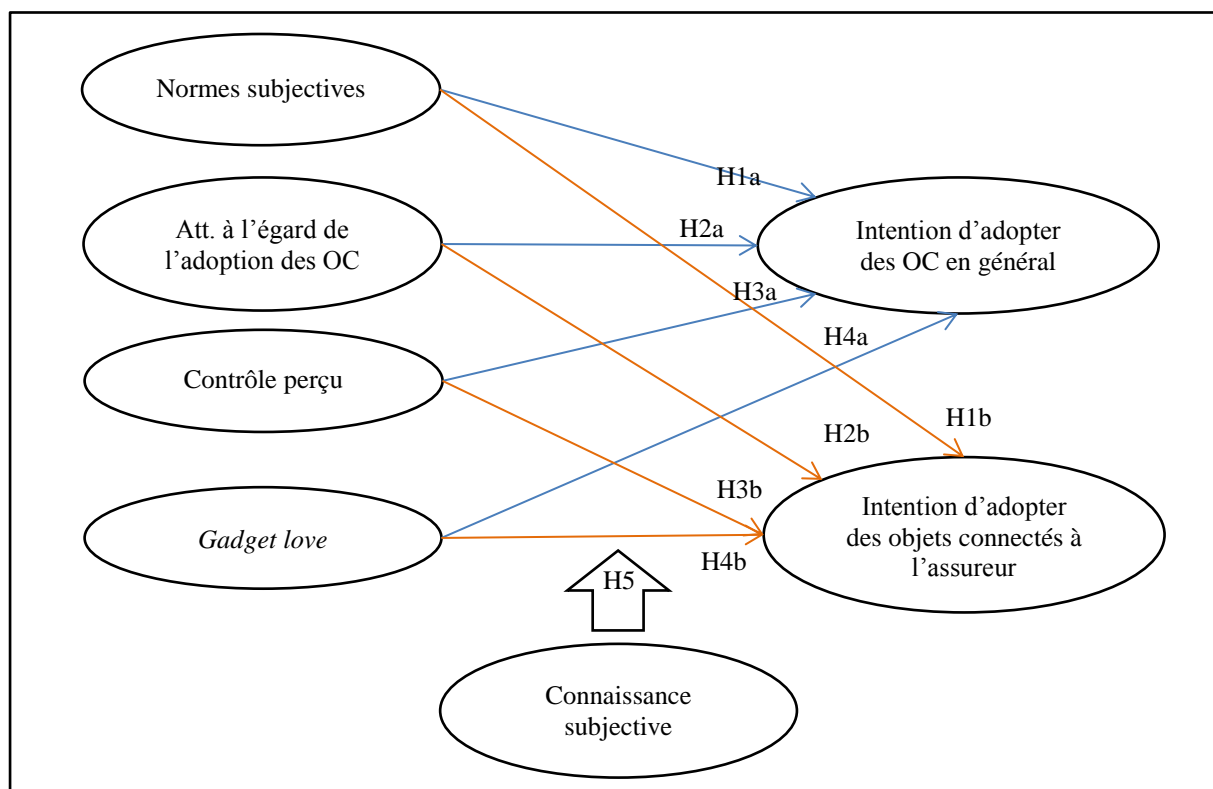 Normes subjectives
H1a
Att. à l’égard de
l’adoption des OC
H2a
Intention d’adopter
des OC en général
H3a
H4a
Contrôle perçu
H1b
H2b
H3b
Gadget love
Intention d’adopter
des objets connectés à
l’assureur
H4b
H5
Connaissance
subjective